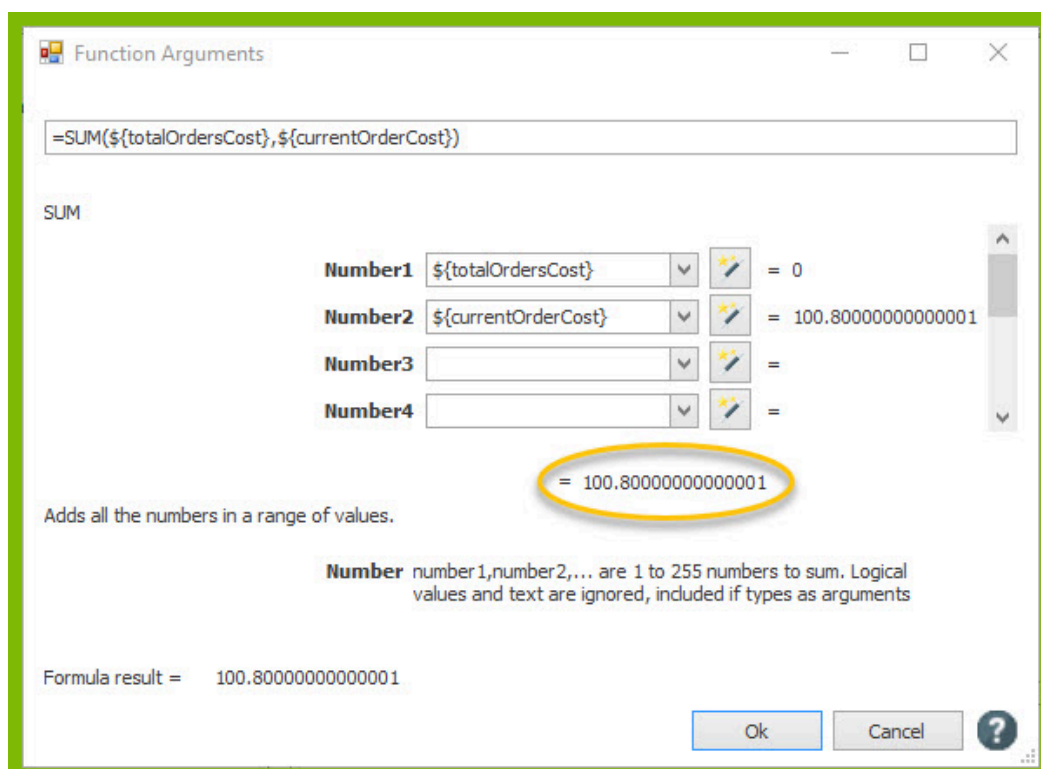 Function Arguments
=SUM(${totalOrdersCost},${currentOrderCost})
SUM
Number1 ${totalOrdersCost} = 0
Number2 ${currentOrderCost} = 100.80000000000001
Number3 =
Number4 =
= 100.80000000000001
Adds all the numbers in a range of values.
Number number1,number2,... are 1 to 255 numbers to sum. Logical
values and text are ignored, included if types as arguments
Formula result = 100.80000000000001
Ok Cancel ?